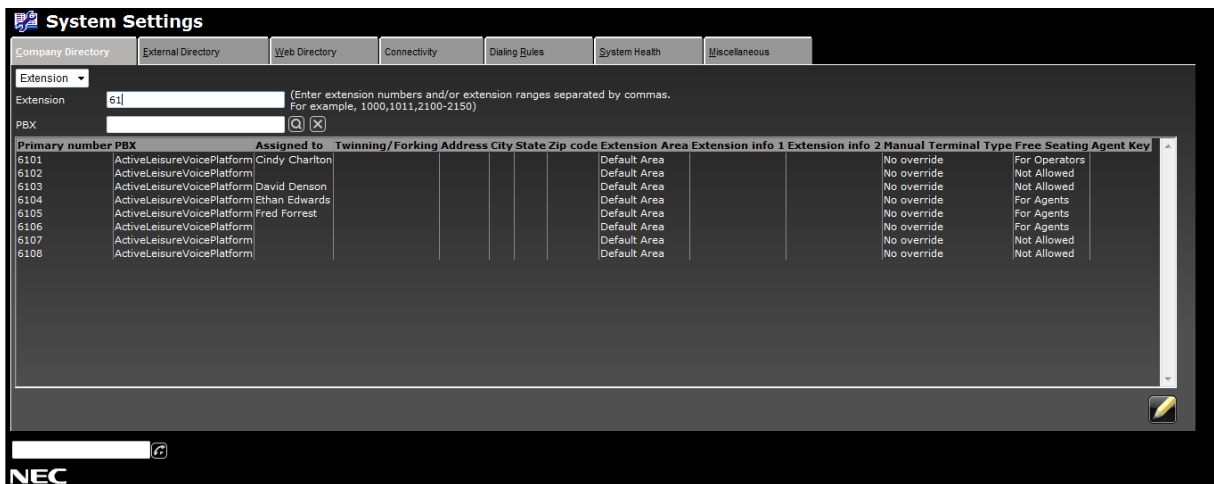 System Settings
Company Directory External Directory Web Directory Connectivity Dialing Rules System Health Miscellaneous
Extension
Extension 61 (Enter extension numbers and/or extension ranges separated by commas.
For example, 1000,1011,2100-2150)
PBX
Primary number PBX Assigned to Twinning/Forking Address City State Zip code Extension Area Extension info 1 Extension info 2 Manual Terminal Type Free Seating Agent Key
6101 ActiveLeisureVoicePlatform Cindy Charlton Default Area No override For Operators
6102 ActiveLeisureVoicePlatform Default Area No override Not Allowed
6103 ActiveLeisureVoicePlatform David Denson Default Area No override Not Allowed
6104 ActiveLeisureVoicePlatform Ethan Edwards Default Area No override For Agents
6105 ActiveLeisureVoicePlatform Fred Forrest Default Area No override For Agents
6106 ActiveLeisureVoicePlatform Default Area No override For Agents
6107 ActiveLeisureVoicePlatform Default Area No override Not Allowed
6108 ActiveLeisureVoicePlatform Default Area No override Not Allowed
NEC